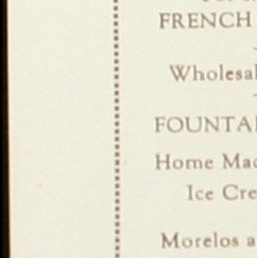 FRENCH
Wholesal
FOUNTAI
Home Mad
Ice Cre
Morelos a